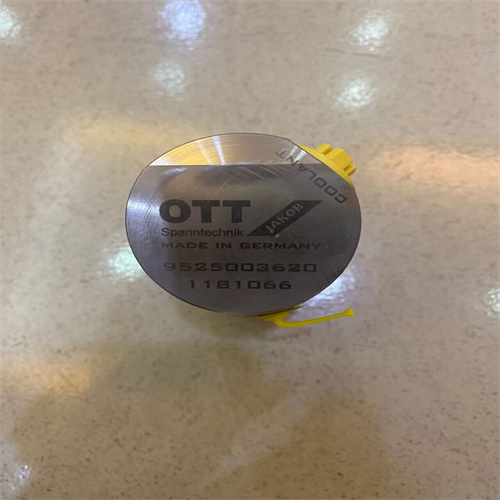 COOLANT
OTT
JAKOB
Spanntechnik
MADE IN GERMANY
9525003620
1181066